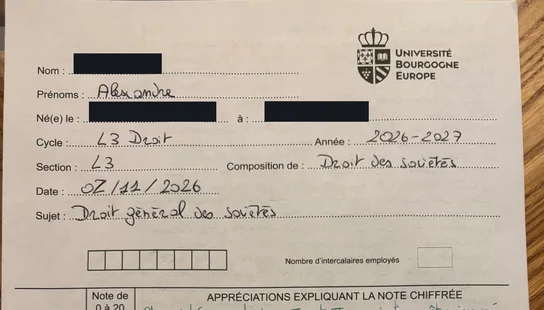 UNIVERSITÉ
BOURGOGNE
EUROPE
Nom :
Prénoms : Alexandre
Né(e) le : à :
Cycle : L3 Droit Année : 2026-2027
Section : L3 Composition de : Droit des sociétés
Date : 07/11/2026
Sujet : Droit général des sociétés
Nombre d'intercalaires employés
Note de APPRÉCIATIONS EXPLIQUANT LA NOTE CHIFFRÉE
0 à 20